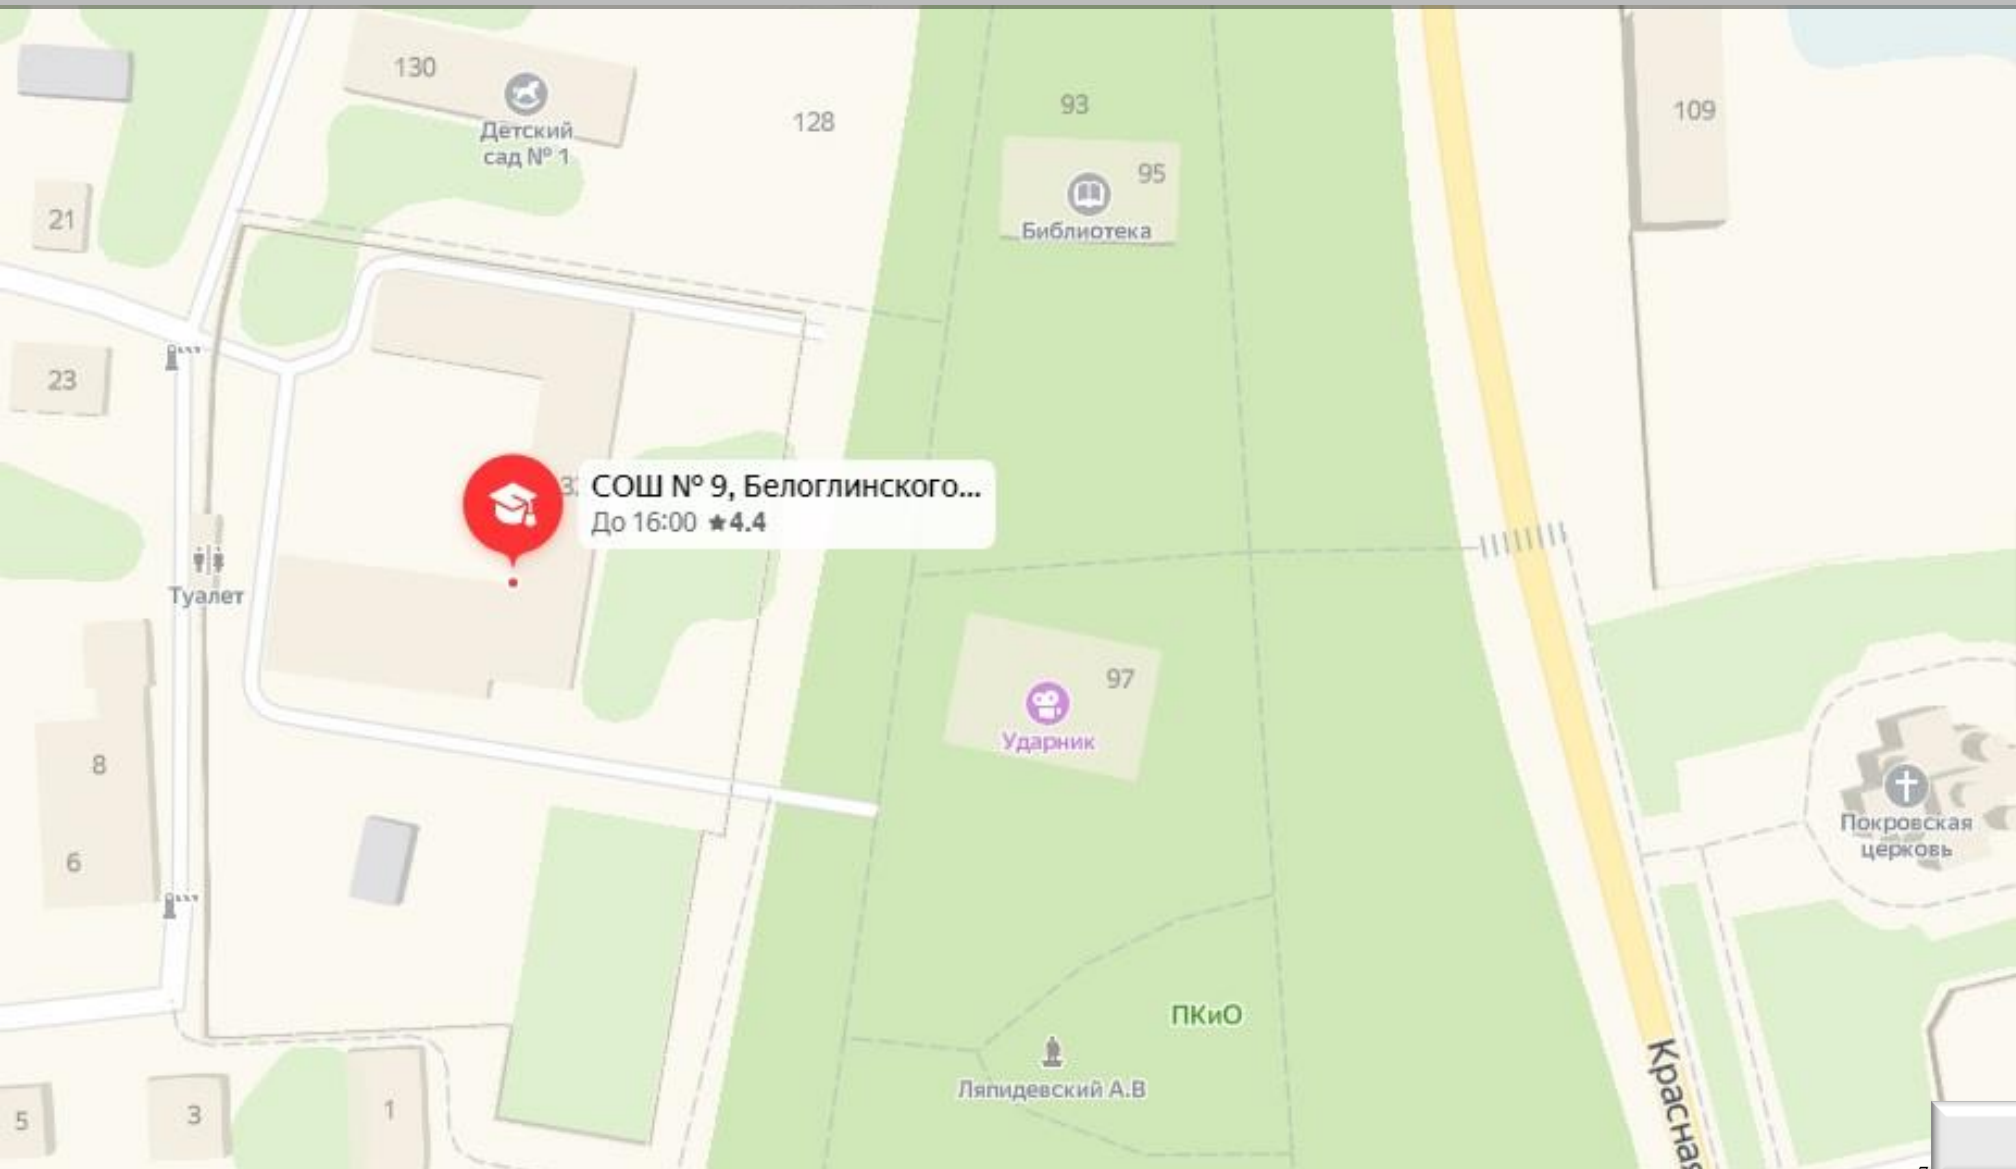 130
Детский
сад № 1
128
93
109
95
Библиотека
21
23
СОШ № 9, Белоглинского...
До 16:00 ★4.4
Туалет
97
Ударник
8
6
Покровская
церковь
ПКиО
Ляпидевский А.В
Красная
5
3
1